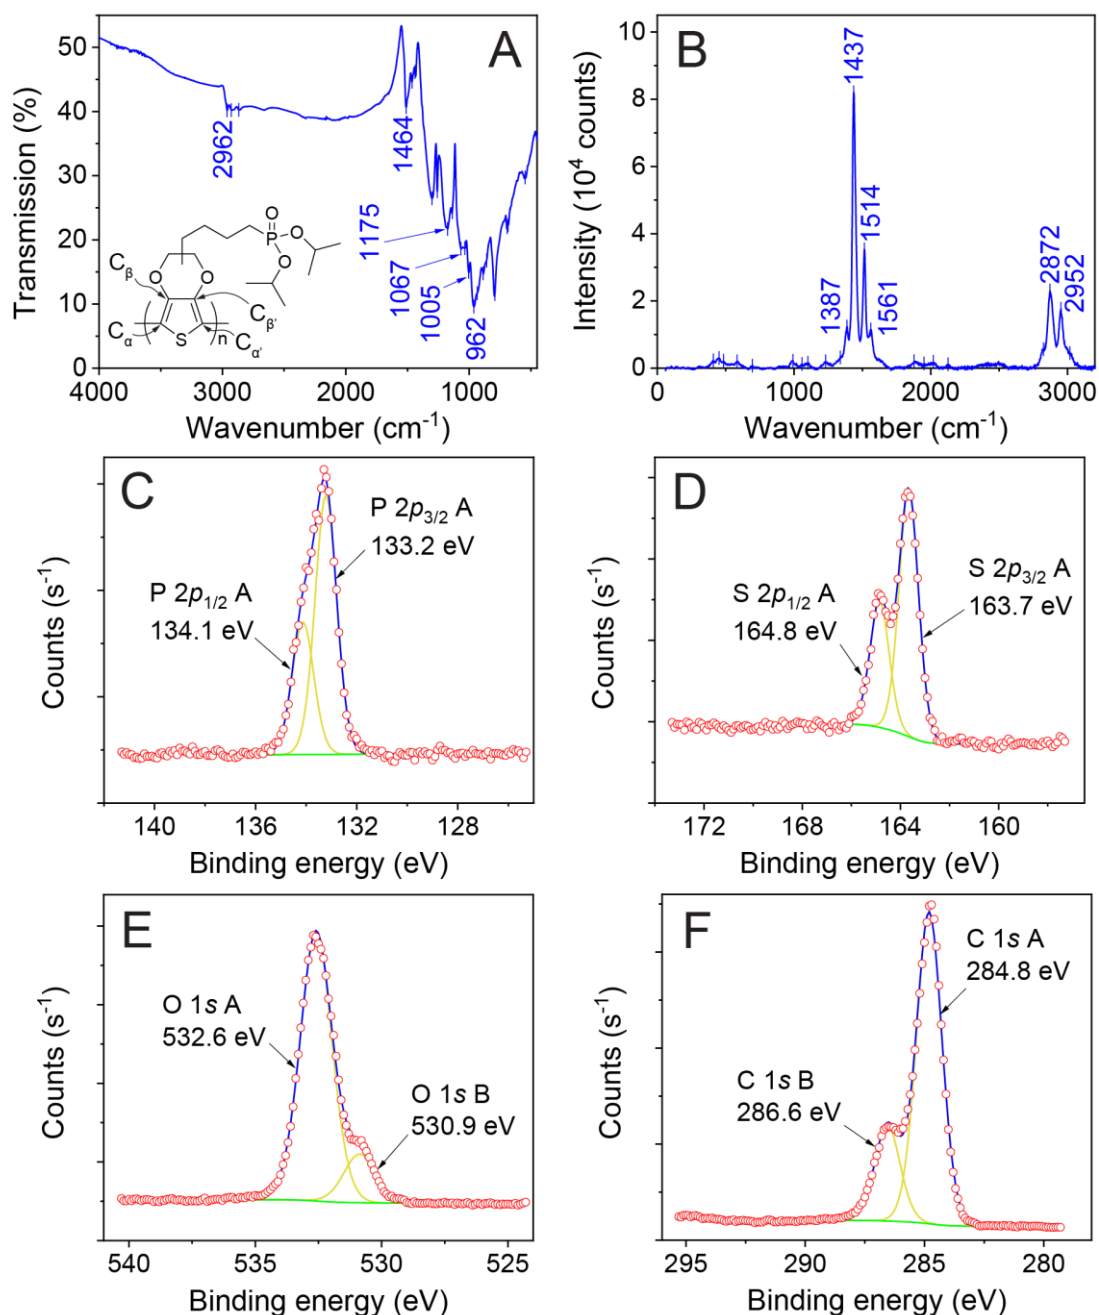 A
Transmission (%)
50
40
30
20
10
0
4000
3000
2000
1000
Wavenumber (cm⁻¹)
2962
1464
1175
1067
1005
962
O
P
O
O
O
O
Cβ
Cβ'
Cα
Cα'
S
n
B
Intensity (10⁴ counts)
10
8
6
4
2
0
0
1000
2000
3000
Wavenumber (cm⁻¹)
1387
1437
1514
1561
2872
2952
C
Counts (s⁻¹)
P 2p3/2 A
133.2 eV
P 2p1/2 A
134.1 eV
140
136
132
128
Binding energy (eV)
D
Counts (s⁻¹)
S 2p3/2 A
163.7 eV
S 2p1/2 A
164.8 eV
172
168
164
160
Binding energy (eV)
E
Counts (s⁻¹)
O 1s A
532.6 eV
O 1s B
530.9 eV
540
535
530
525
Binding energy (eV)
F
Counts (s⁻¹)
C 1s A
284.8 eV
C 1s B
286.6 eV
295
290
285
280
Binding energy (eV)